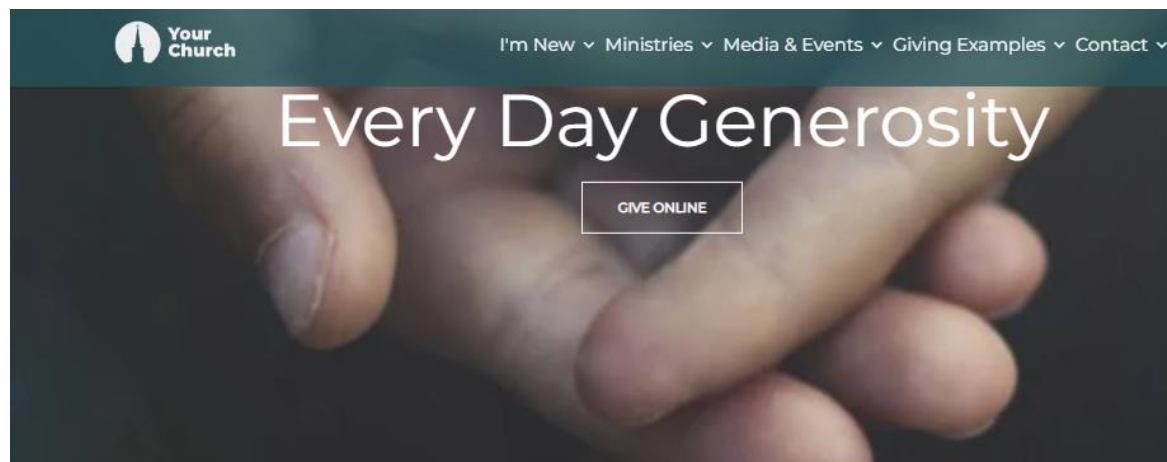 Your
Church
I'm New Ministries Media & Events Giving Examples Contact
Every Day Generosity
GIVE ONLINE